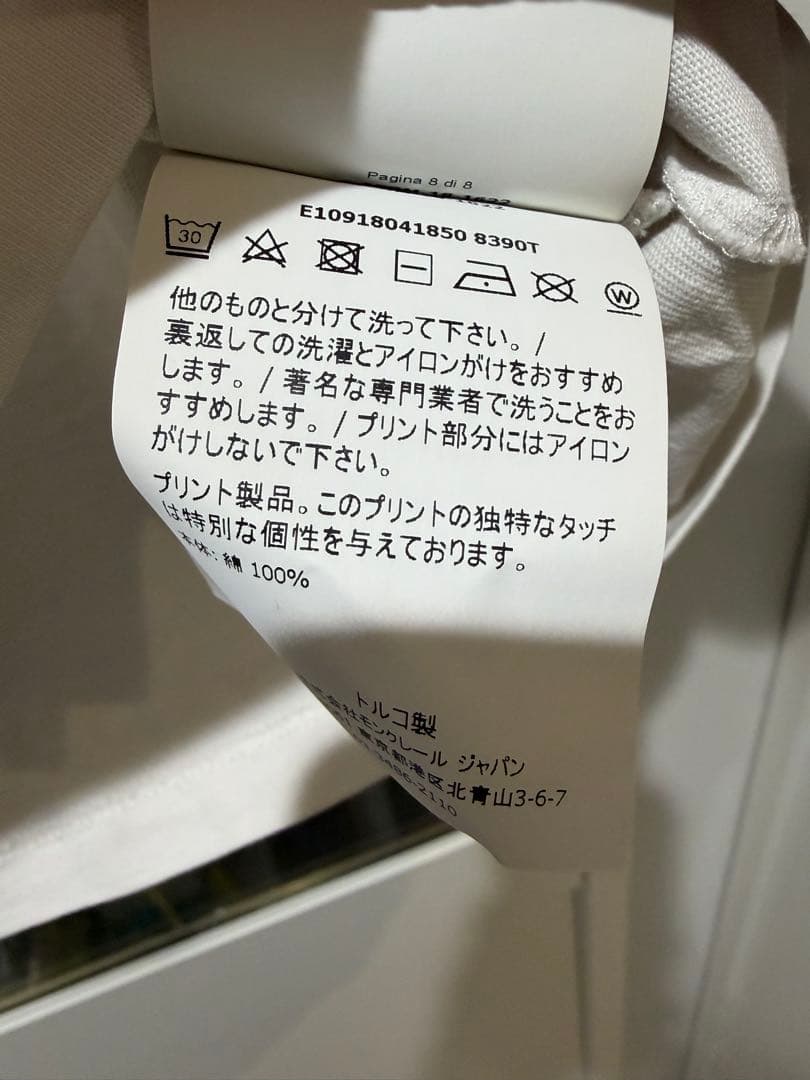 Pagina 8 di 8
E10918041850 8390T
30
W
他のものと分けて洗って下さい。/
裏返しての洗濯とアイロンがけをおすすめ
します。/ 著名な専門業者で洗うことをお
すすめします。/ プリント部分にはアイロン
がけしないで下さい。
プリント製品。このプリントの独特なタッチ
は特別な個性を与えております。
本体: 綿 100%
トルコ製
会社モンクレール ジャパン
東京都港区北青山3-6-7
3486-2110